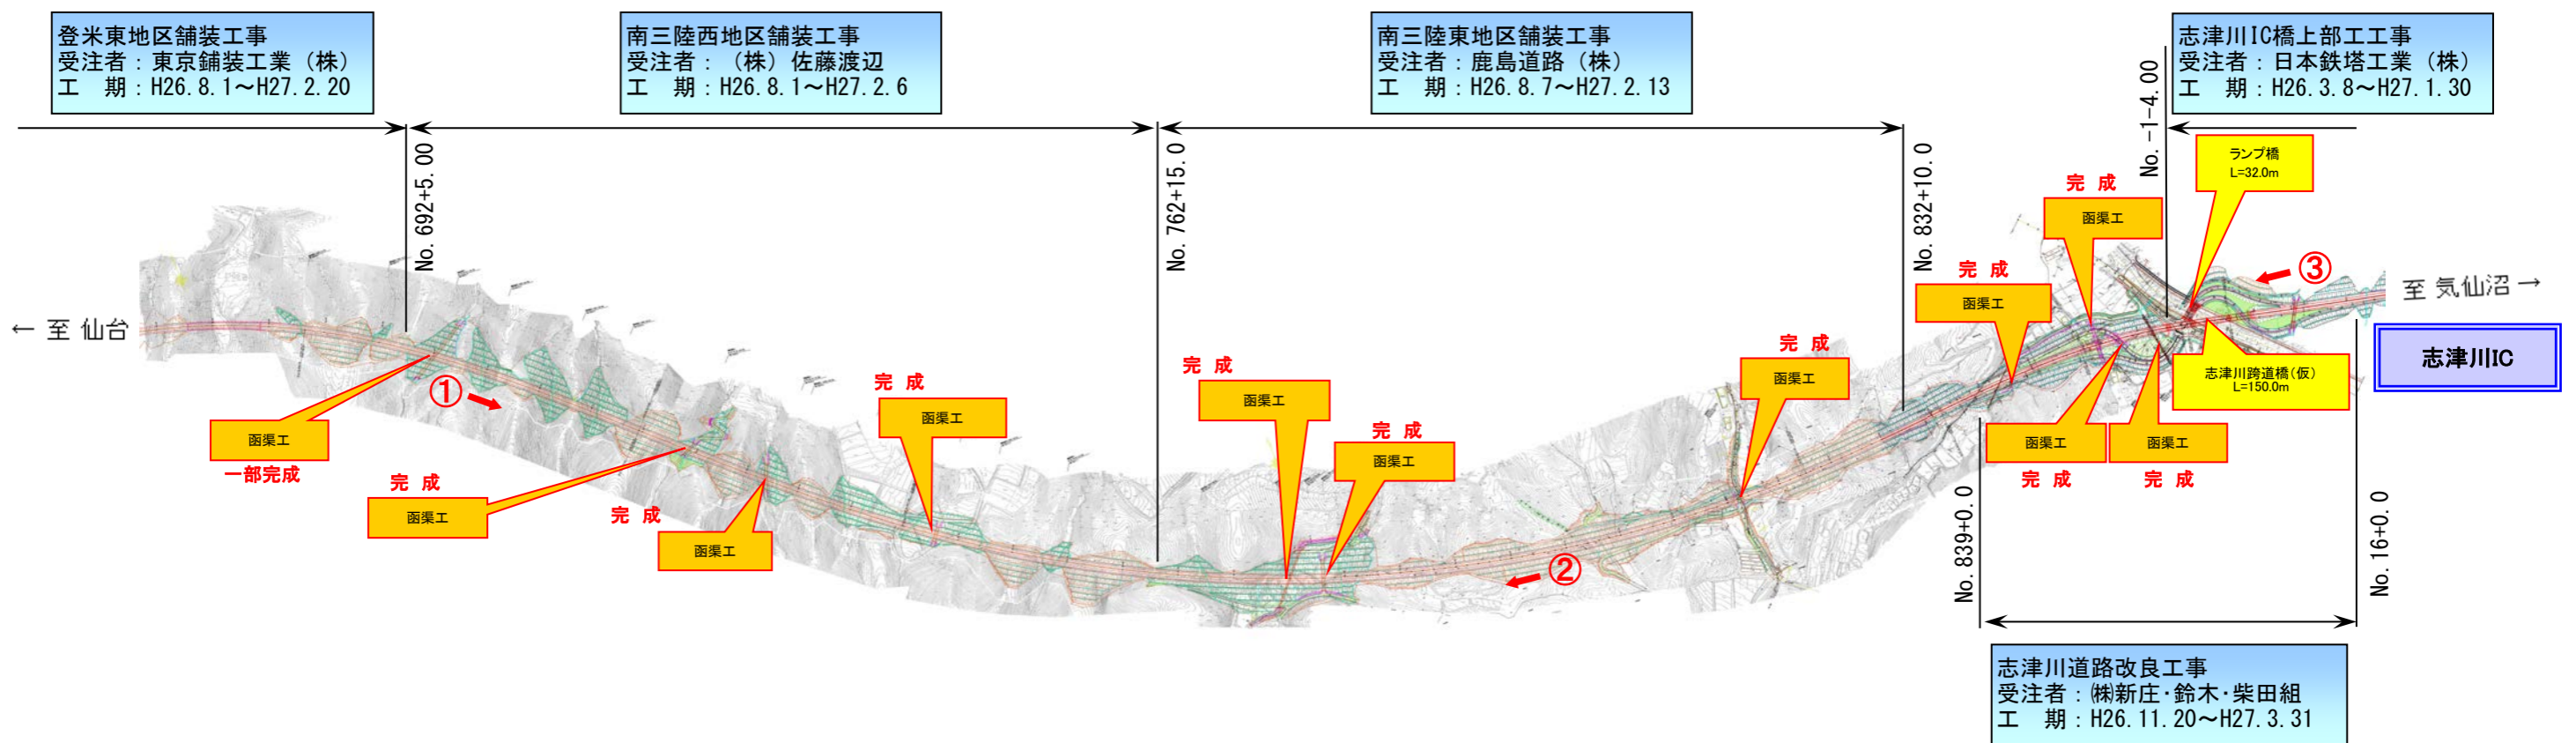 登米東地区舗装工事
受注者：東京鋪装工業（株）
工　期：H26.8.1～H27.2.20
南三陸西地区舗装工事
受注者：（株）佐藤渡辺
工　期：H26.8.1～H27.2.6
南三陸東地区舗装工事
受注者：鹿島道路（株）
工　期：H26.8.7～H27.2.13
志津川IC橋上部工工事
受注者：日本鉄塔工業（株）
工　期：H26.3.8～H27.1.30
No. 692+5.00
No. 762+15.0
No. 832+10.0
No. -1-4.00
ランプ橋
L=32.0m
完成
函渠工
完成
函渠工
③
至 気仙沼 →
← 至 仙台
志津川IC
志津川跨道橋（仮）
L=150.0m
①
完成
函渠工
完成
函渠工
完成
函渠工
完成
函渠工
函渠工
一部完成
函渠工
完成
函渠工
完成
完成
函渠工
完成
函渠工
②
No. 839+0.0
No. 16+0.0
志津川道路改良工事
受注者：㈱新庄・鈴木・柴田組
工　期：H26.11.20～H27.3.31